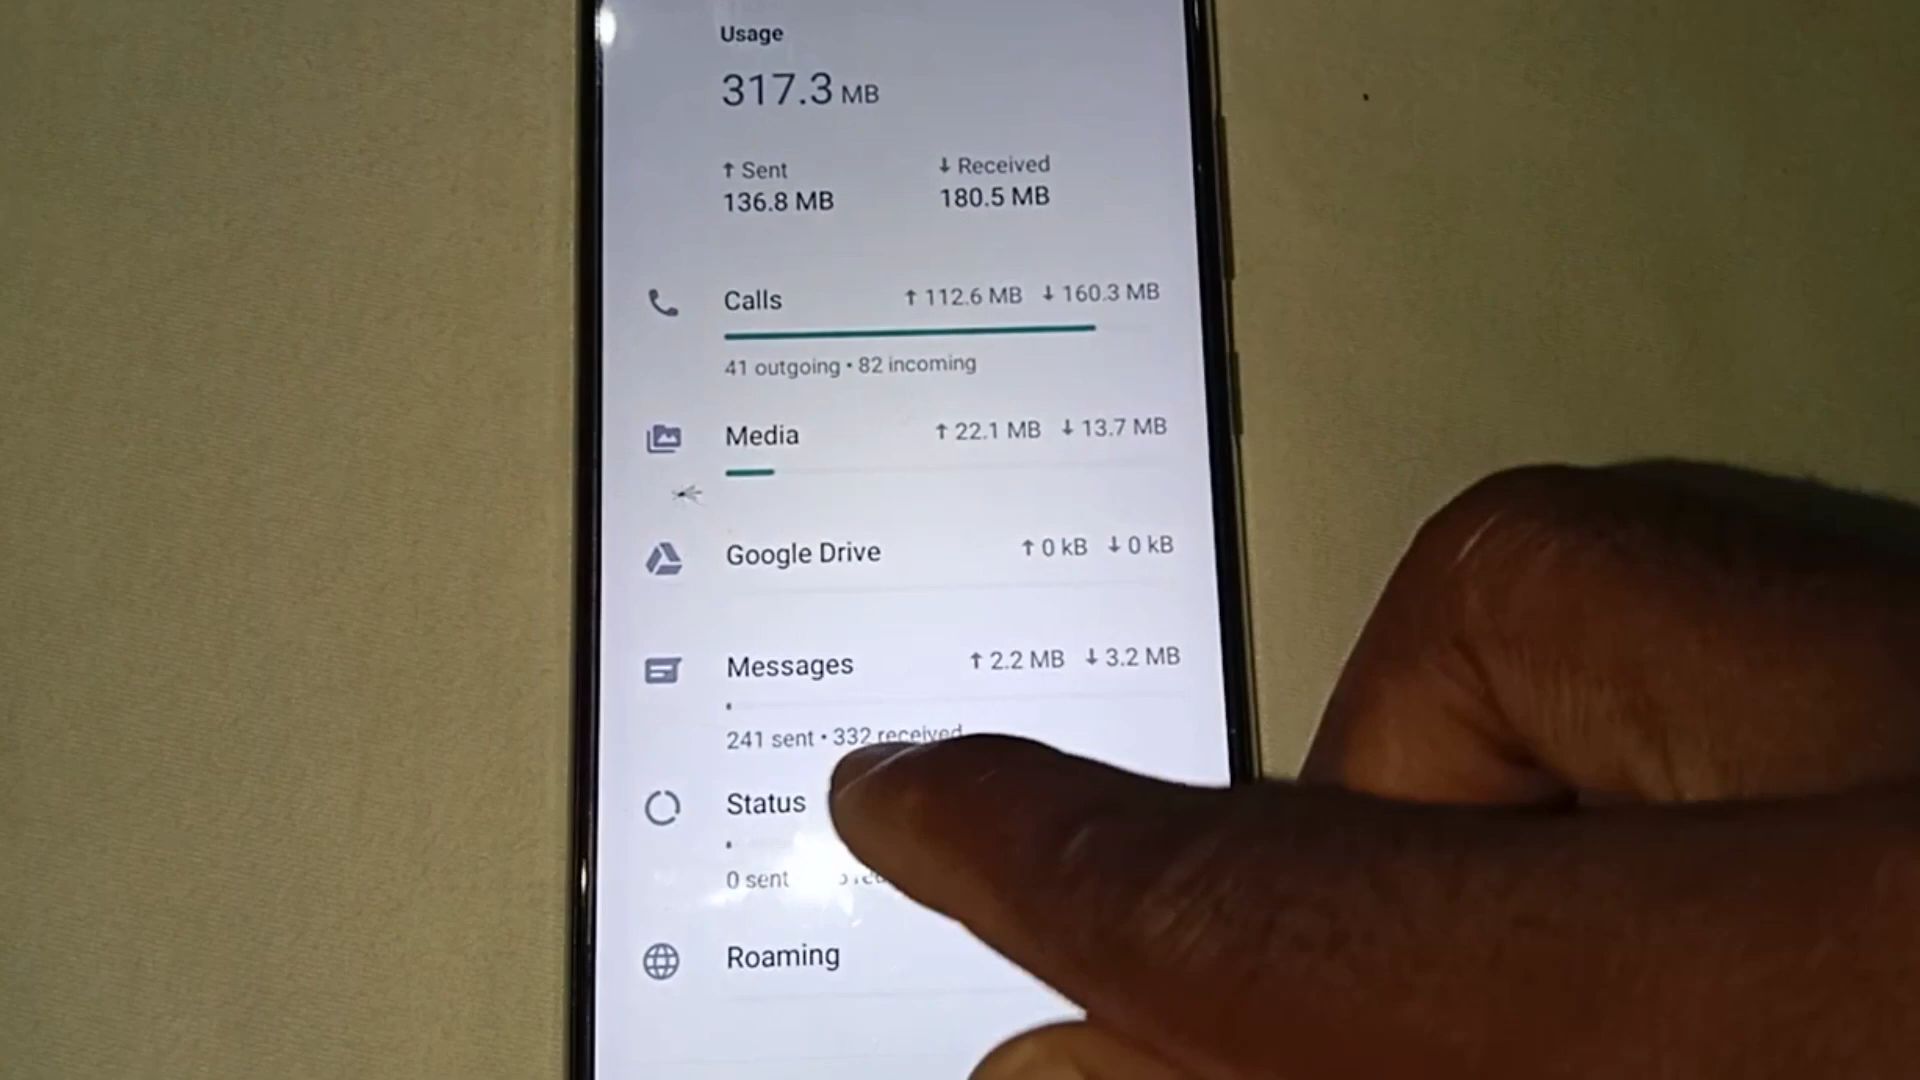 Usage
317.3 MB
↑ Sent ↓ Received
136.8 MB 180.5 MB
Calls ↑ 112.6 MB ↓ 160.3 MB
41 outgoing • 82 incoming
Media ↑ 22.1 MB ↓ 13.7 MB
Google Drive ↑ 0 kB ↓ 0 kB
Messages ↑ 2.2 MB ↓ 3.2 MB
241 sent • 332 received
Status
0 sent
Roaming